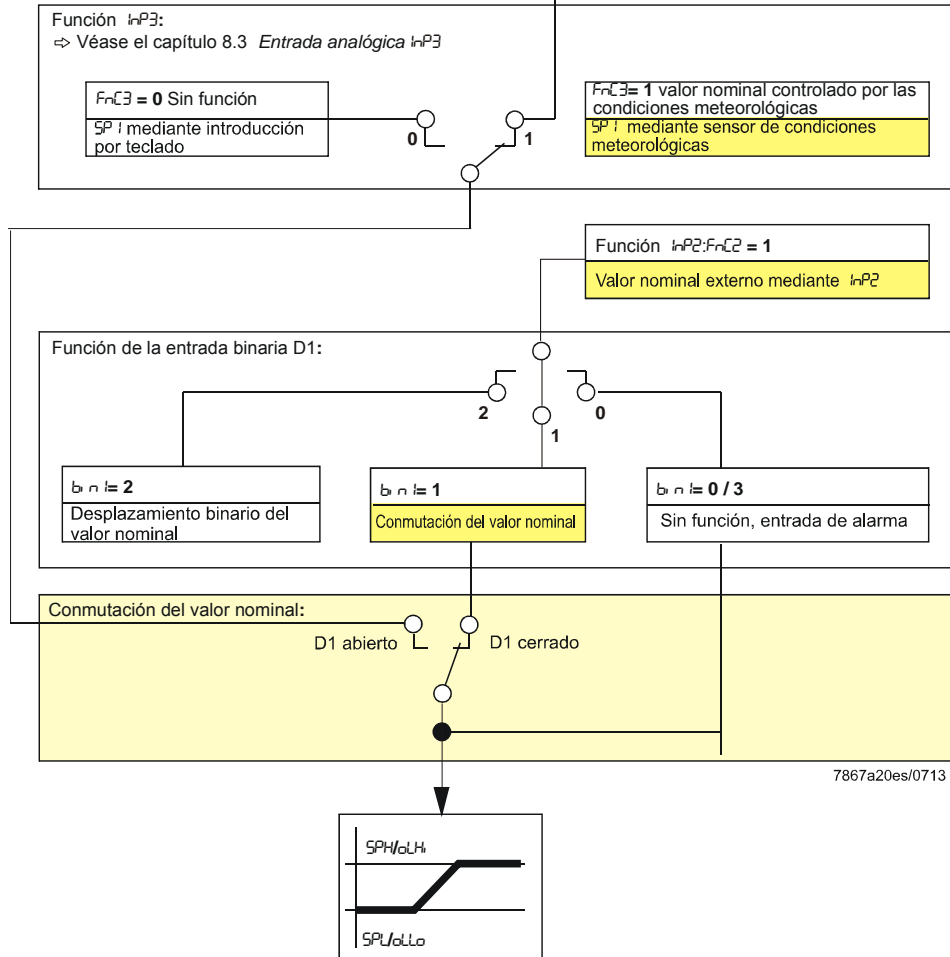 Función InP3:
⇨ Véase el capítulo 8.3 Entrada analógica InP3
FnC3 = 0 Sin función
SP1 mediante introducción
por teclado
0
1
FnC3= 1 valor nominal controlado por las
condiciones meteorológicas
SP1 mediante sensor de condiciones
meteorológicas
Función InP2:FnC2 = 1
Valor nominal externo mediante InP2
Función de la entrada binaria D1:
2
1
0
bin1= 2
Desplazamiento binario del
valor nominal
bin1= 1
Conmutación del valor nominal
bin1= 0 / 3
Sin función, entrada de alarma
Conmutación del valor nominal:
D1 abierto
D1 cerrado
7867a20es/0713
SPH/oLHi
SPL/oLLo